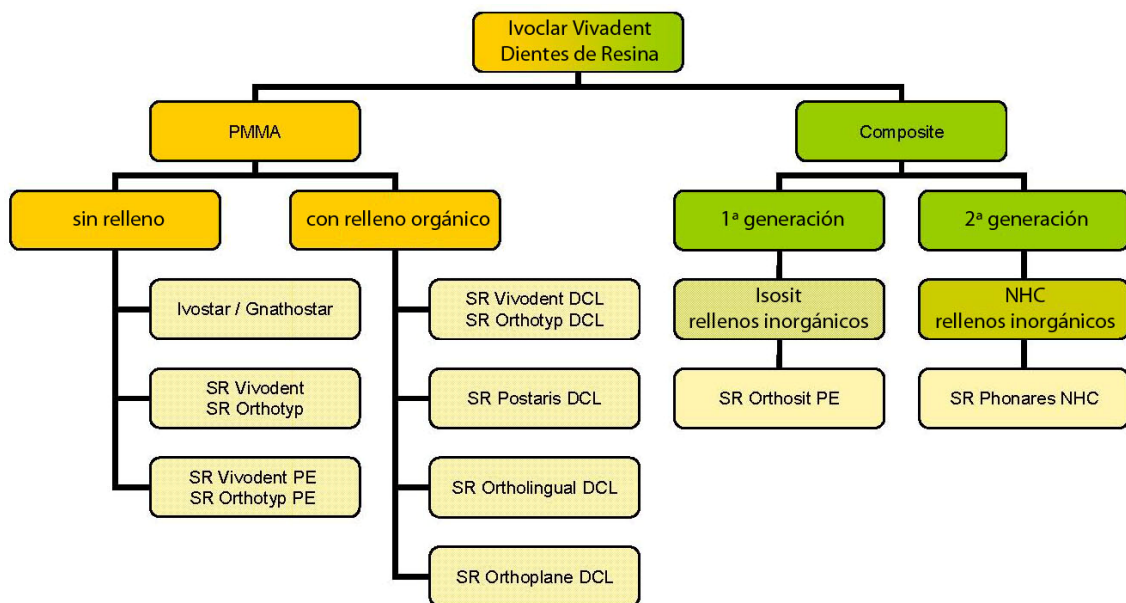 Ivoclar Vivadent
Dientes de Resina
PMMA
Composite
sin relleno
con relleno orgánico
1ª generación
2ª generación
Ivostar / Gnathostar
SR Vivodent DCL
SR Orthotyp DCL
Isosit
rellenos inorgánicos
NHC
rellenos inorgánicos
SR Vivodent
SR Orthotyp
SR Postaris DCL
SR Orthosit PE
SR Phonares NHC
SR Vivodent PE
SR Orthotyp PE
SR Ortholingual DCL
SR Orthoplane DCL